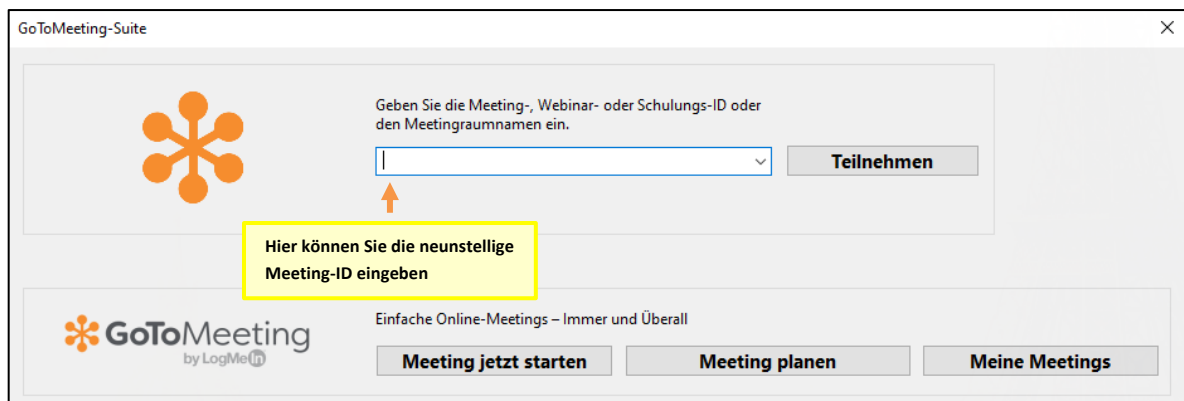 GoToMeeting-Suite
Geben Sie die Meeting-, Webinar- oder Schulungs-ID oder
den Meetingraumnamen ein.
Teilnehmen
Hier können Sie die neunstellige
Meeting-ID eingeben
GoToMeeting
by LogMeIn
Einfache Online-Meetings – Immer und Überall
Meeting jetzt starten
Meeting planen
Meine Meetings